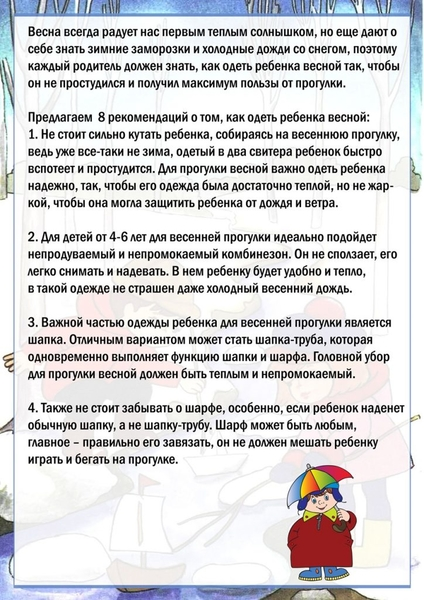 Весна всегда радует нас первым теплым солнышком, но еще дают о
себе знать зимние заморозки и холодные дожди со снегом, поэтому
каждый родитель должен знать, как одеть ребенка весной так, чтобы
он не простудился и получил максимум пользы от прогулки.
Предлагаем 8 рекомендаций о том, как одеть ребенка весной:
1. Не стоит сильно кутать ребенка, собираясь на весеннюю прогулку,
ведь уже все-таки не зима, одетый в два свитера ребенок быстро
вспотеет и простудится. Для прогулки весной важно одеть ребенка
надежно, так, чтобы его одежда была достаточно теплой, но не жар-
кой, чтобы она могла защитить ребенка от дождя и ветра.
2. Для детей от 4-6 лет для весенней прогулки идеально подойдет
непродуваемый и непромокаемый комбинезон. Он не сползает, его
легко снимать и надевать. В нем ребенку будет удобно и тепло,
в такой одежде не страшен даже холодный весенний дождь.
3. Важной частью одежды ребенка для весенней прогулки является
шапка. Отличным вариантом может стать шапка-труба, которая
одновременно выполняет функцию шапки и шарфа. Головной убор
для прогулки весной должен быть теплым и непромокаемый.
4. Также не стоит забывать о шарфе, особенно, если ребенок наденет
обычную шапку, а не шапку-трубу. Шарф может быть любым,
главное – правильно его завязать, он не должен мешать ребенку
играть и бегать на прогулке.